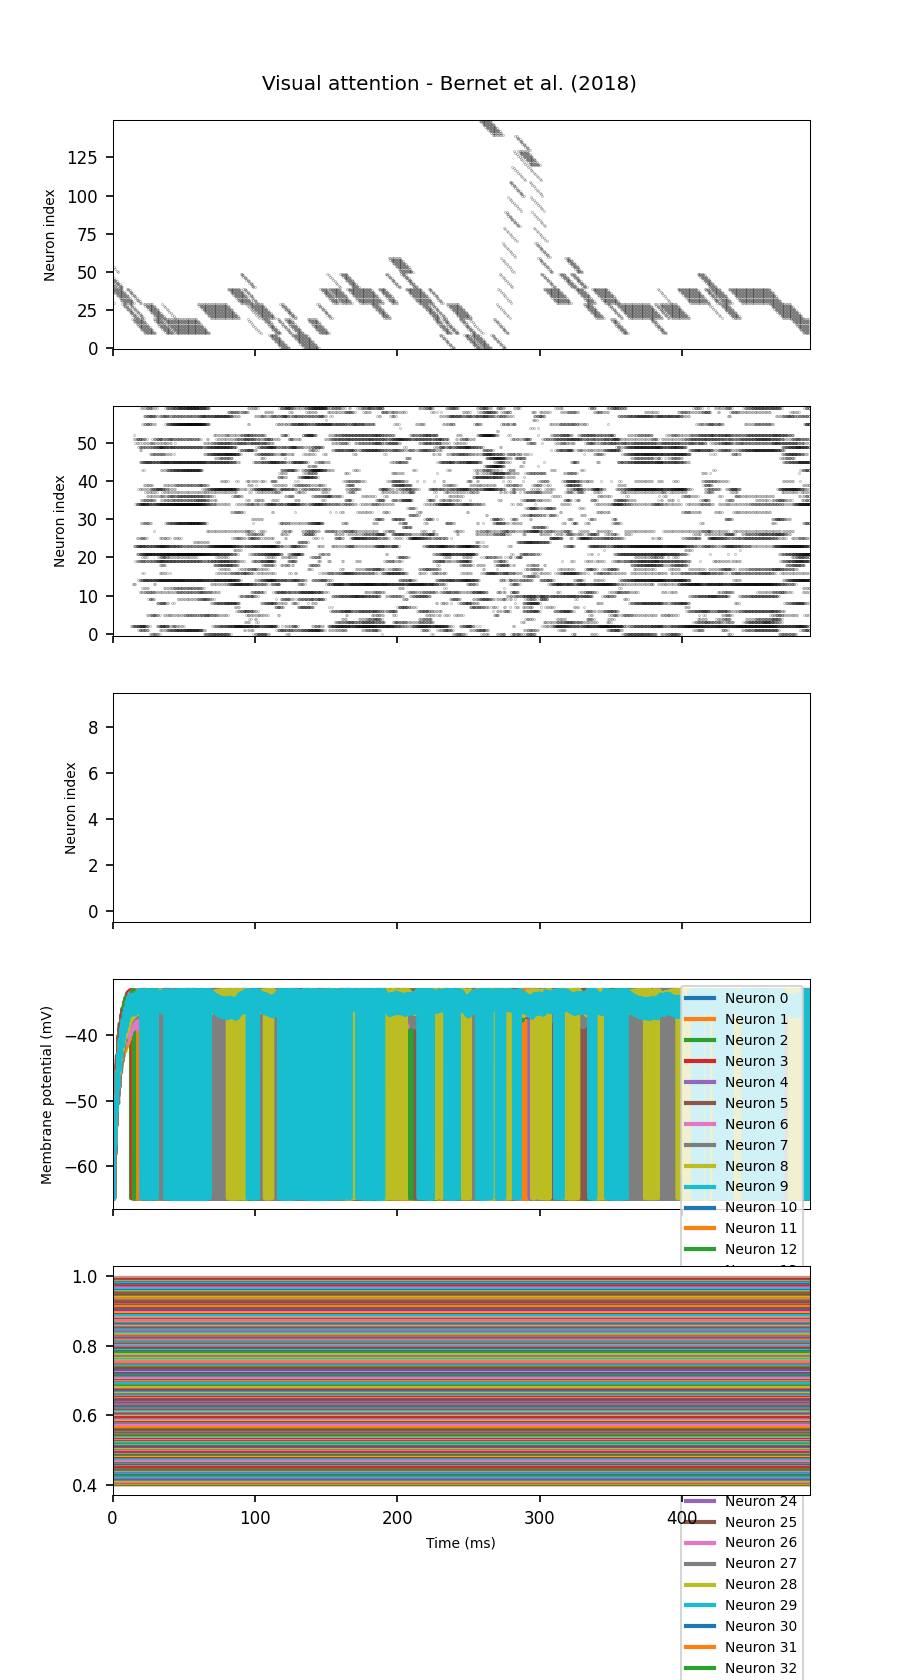 Visual attention - Bernet et al. (2018)
Neuron index
125
100
75
50
25
0
Neuron index
50
40
30
20
10
0
Neuron index
8
6
4
2
0
Membrane potential (mV)
−40
−50
−60
Neuron 0
Neuron 1
Neuron 2
Neuron 3
Neuron 4
Neuron 5
Neuron 6
Neuron 7
Neuron 8
Neuron 9
Neuron 10
Neuron 11
Neuron 12
1.0
0.8
0.6
0.4
0 100 200 300 400
Time (ms)
Neuron 24
Neuron 25
Neuron 26
Neuron 27
Neuron 28
Neuron 29
Neuron 30
Neuron 31
Neuron 32